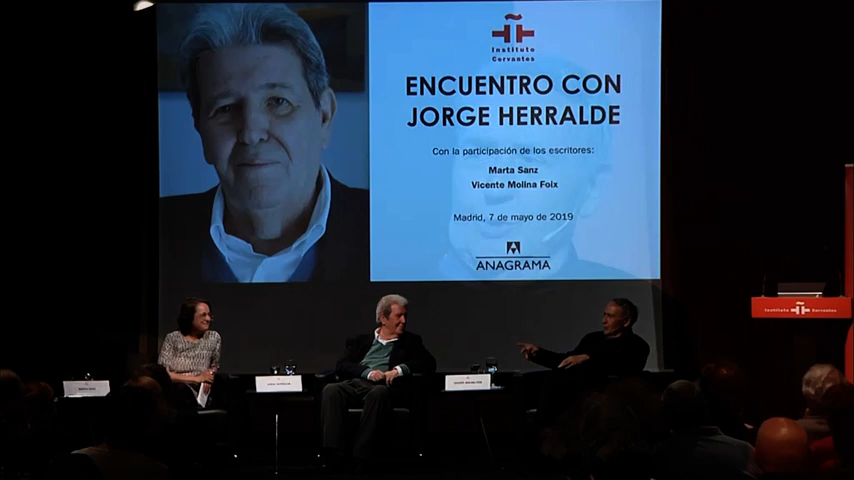 Instituto
Cervantes
ENCUENTRO CON
JORGE HERRALDE
Con la participación de los escritores:
Marta Sanz
Vicente Molina Foix
Madrid, 7 de mayo de 2019
ANAGRAMA
Instituto Cervantes